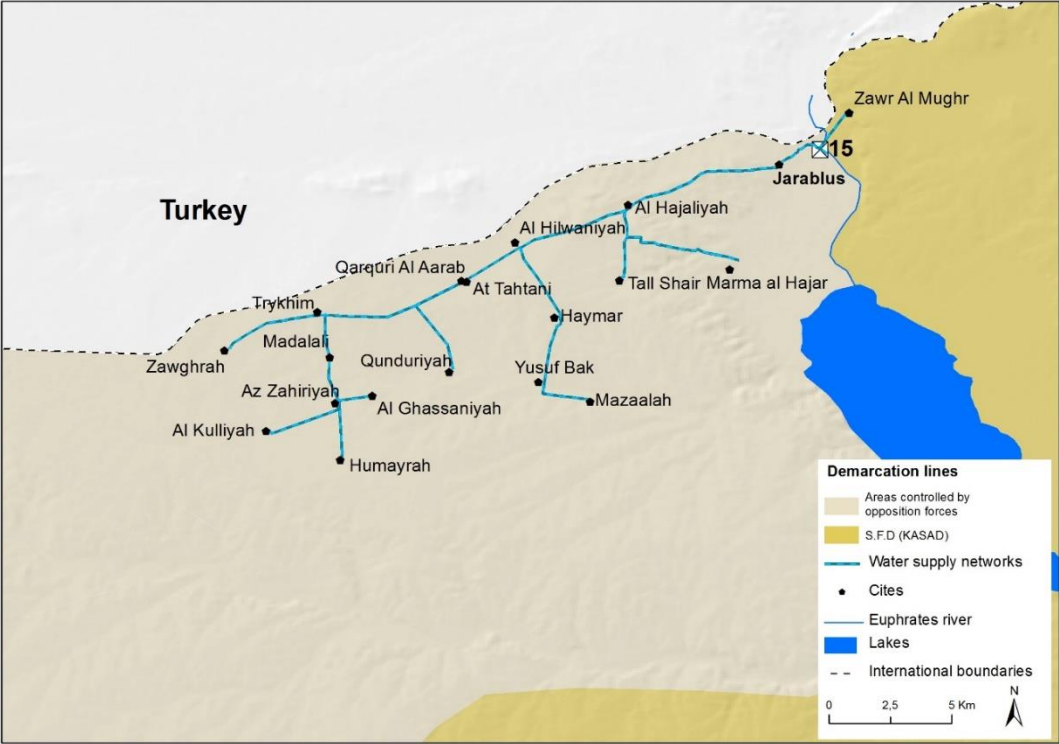 Zawr Al Mughr
15
Jarablus
Turkey
Al Hajaliyah
Al Hilwaniyah
Qarquri Al Aarab
At Tahtani
Tall Shair
Marma al Hajar
Trykhim
Haymar
Madalali
Zawghrah
Qunduriyah
Yusuf Bak
Az Zahiriyah
Mazaalah
Al Ghassaniyah
Al Kulliyah
Humayrah
Demarcation lines
Areas controlled by
opposition forces
S.F.D (KASAD)
Water supply networks
Cites
Euphrates river
Lakes
International boundaries
N
0 2,5 5 Km